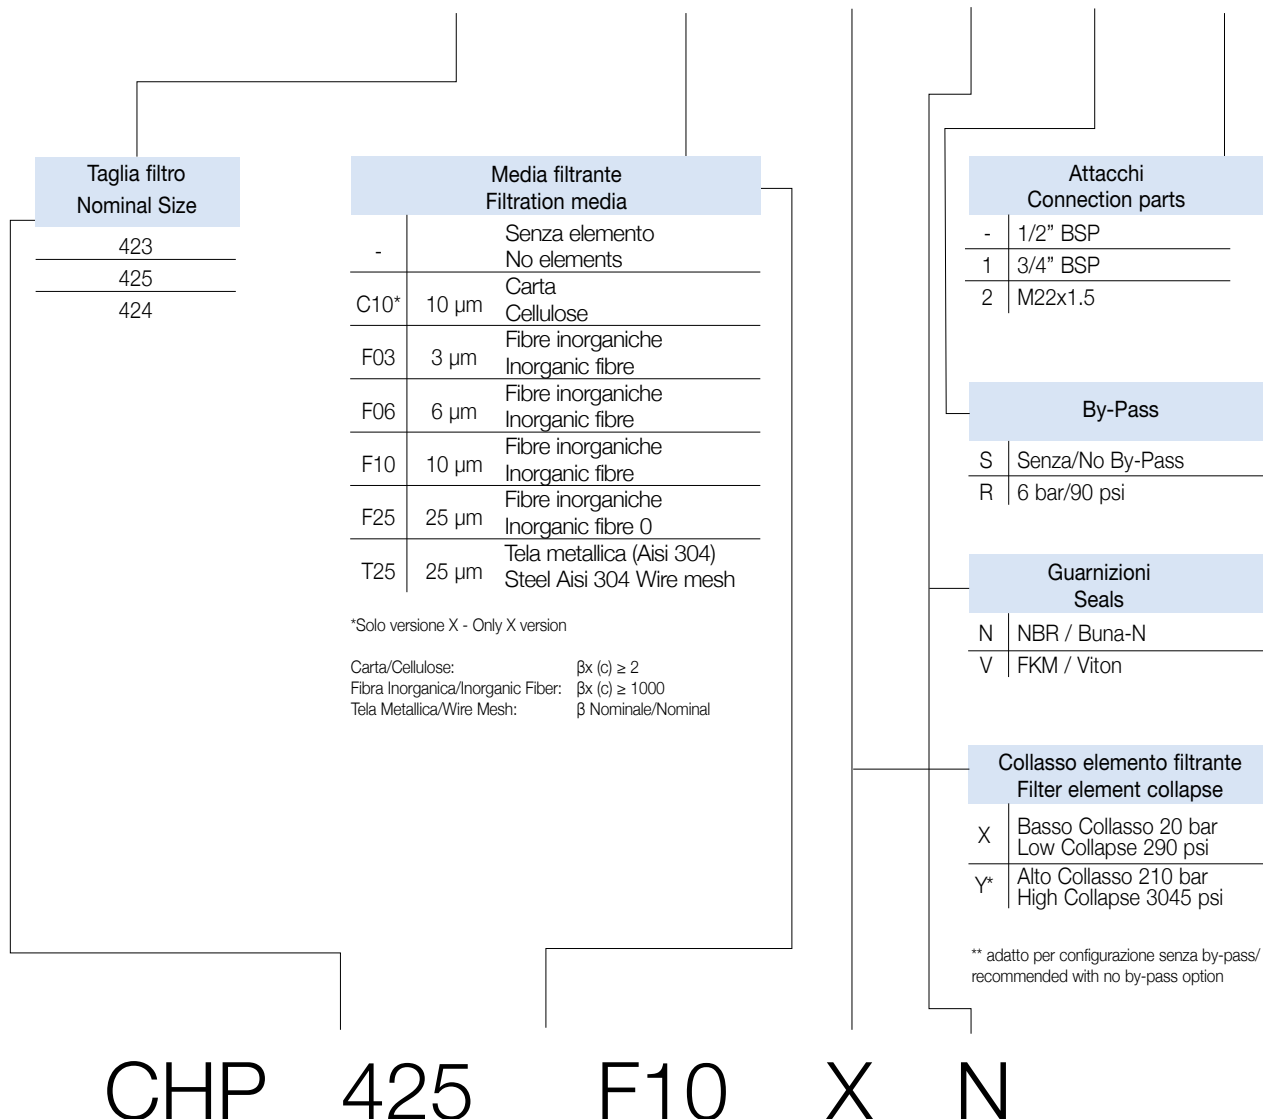 Taglia filtro
Nominal Size
423
425
424
Media filtrante
Filtration media
- Senza elemento
No elements
C10* 10 µm Carta
Cellulose
F03 3 µm Fibre inorganiche
Inorganic fibre
F06 6 µm Fibre inorganiche
Inorganic fibre
F10 10 µm Fibre inorganiche
Inorganic fibre
F25 25 µm Fibre inorganiche
Inorganic fibre 0
T25 25 µm Tela metallica (Aisi 304)
Steel Aisi 304 Wire mesh
*Solo versione X - Only X version
Carta/Cellulose: βx (c) ≥ 2
Fibra Inorganica/Inorganic Fiber: βx (c) ≥ 1000
Tela Metallica/Wire Mesh: β Nominale/Nominal
Attacchi
Connection parts
- 1/2” BSP
1 3/4” BSP
2 M22x1.5
By-Pass
S Senza/No By-Pass
R 6 bar/90 psi
Guarnizioni
Seals
N NBR / Buna-N
V FKM / Viton
Collasso elemento filtrante
Filter element collapse
X Basso Collasso 20 bar
Low Collapse 290 psi
Y* Alto Collasso 210 bar
High Collapse 3045 psi
** adatto per configurazione senza by-pass/
recommended with no by-pass option
CHP 425 F10 X N